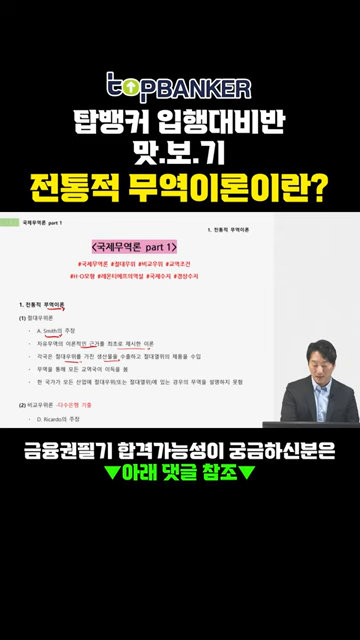 topBANKER
탑뱅커 입행대비반
맛.보.기
전통적 무역이론이란?
국제무역론 part 1
1. 전통적 무역이론
<국제무역론 part 1>
#국제무역론 #절대우위 #비교우위 #교역조건
#H-O모형 #레온티에프의역설 #국제수지 #경상수지
1. 전통적 무역이론
(1) 절대우위론
- A. Smith의 주장
- 자유무역의 이론적인 근거를 최초로 제시한 이론
- 각국은 절대우위를 가진 생산물을 수출하고 절대열위의 제품을 수입
- 무역을 통해 모든 교역국이 이득을 봄
- 한 국가가 모든 산업에 절대우위(또는 절대열위)에 있는 경우의 무역을 설명하지 못함
(2) 비교우위론 -다수은행 기출
- D. Ricardo의 주장
금융권필기 합격가능성이 궁금하신분은
▼아래 댓글 참조▼